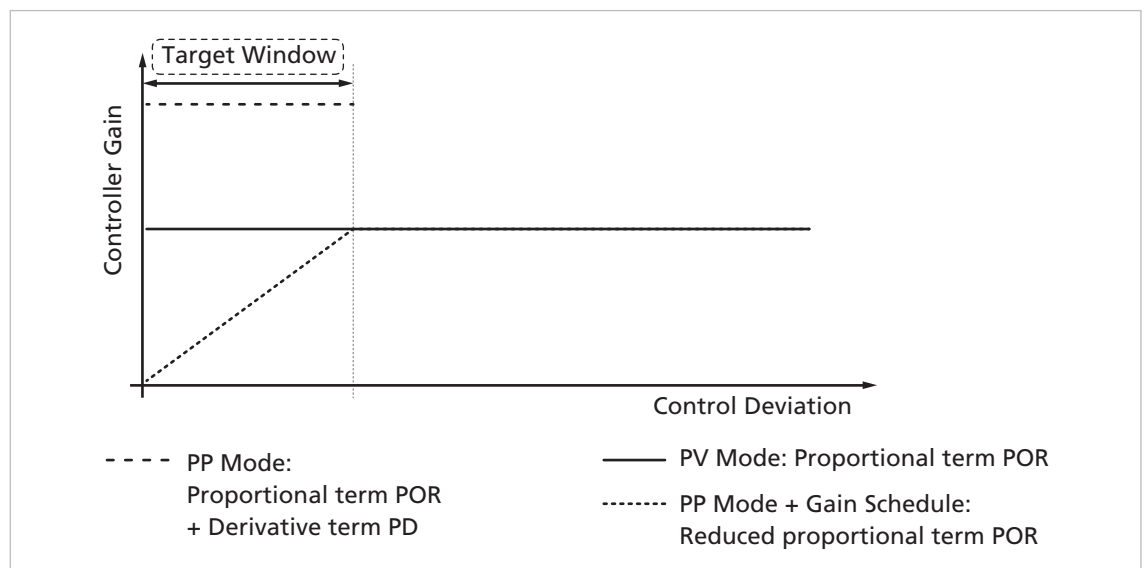 Target Window
Controller Gain
Control Deviation
PP Mode:
Proportional term POR
+ Derivative term PD
PV Mode: Proportional term POR
PP Mode + Gain Schedule:
Reduced proportional term POR